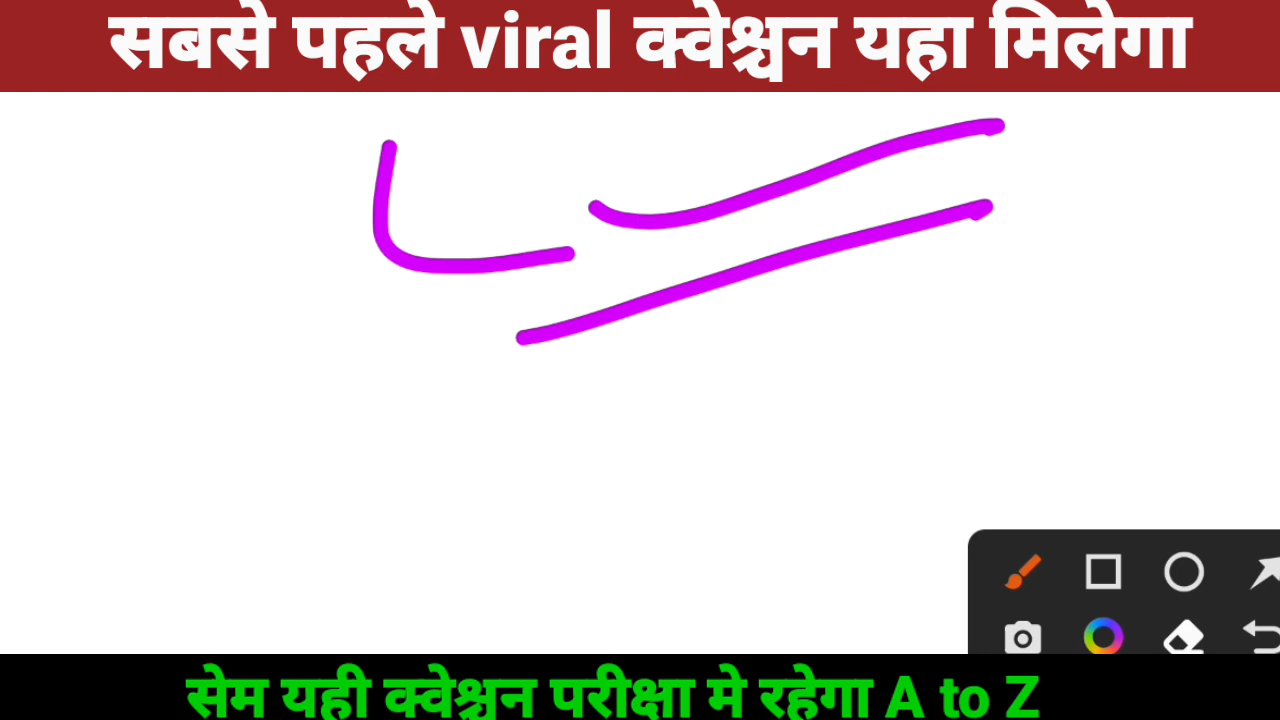 सबसे पहले viral क्वेश्चन यहा मिलेगा
सेम यही क्वेश्चन परीक्षा मे रहेगा A to Z